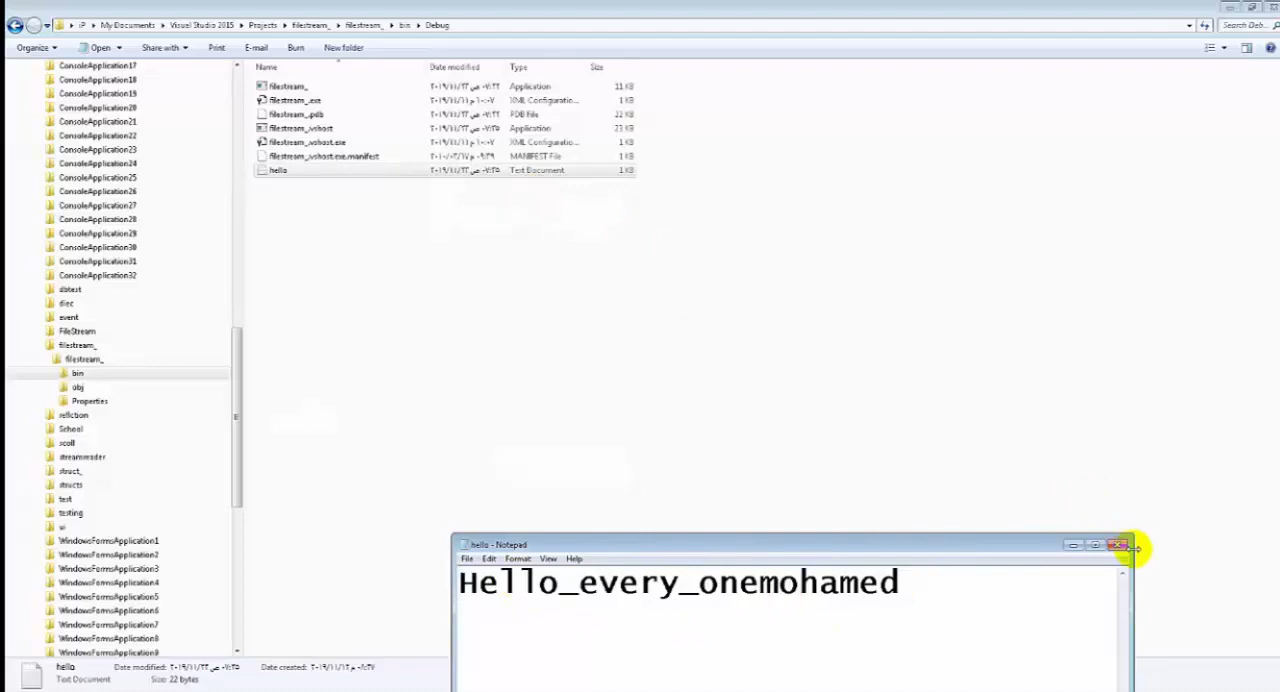 iP ▸ My Documents ▸ Visual Studio 2015 ▸ Projects ▸ filestream_ ▸ filestream_ ▸ bin ▸ Debug
Search Deb...
Organize Open Share with Print E-mail Burn New folder
Name Date modified Type Size
ConsoleApplication17
ConsoleApplication18
ConsoleApplication19
ConsoleApplication20
ConsoleApplication21
ConsoleApplication22
ConsoleApplication23
ConsoleApplication24
ConsoleApplication25
ConsoleApplication26
ConsoleApplication27
ConsoleApplication28
ConsoleApplication29
ConsoleApplication30
ConsoleApplication31
ConsoleApplication32
dbtest
diec
event
FileStream
filestream_
filestream_
bin
obj
Properties
reflction
School
scoll
streamreader
struct_
structs
test
testing
ui
WindowsFormsApplication1
WindowsFormsApplication2
WindowsFormsApplication3
WindowsFormsApplication4
WindowsFormsApplication5
WindowsFormsApplication6
WindowsFormsApplication7
WindowsFormsApplication8
WindowsFormsApplication9
filestream_ Application 11 KB
filestream_.exe XML Configuratio... 1 KB
filestream_.pdb PDB File 22 KB
filestream_.vshost Application 23 KB
filestream_.vshost.exe XML Configuratio... 1 KB
filestream_.vshost.exe.manifest MANIFEST File 1 KB
hello Text Document 1 KB
hello - Notepad
File Edit Format View Help
Hello_every_onemohamed
hello Date modified: Date created:
Text Document Size: 22 bytes